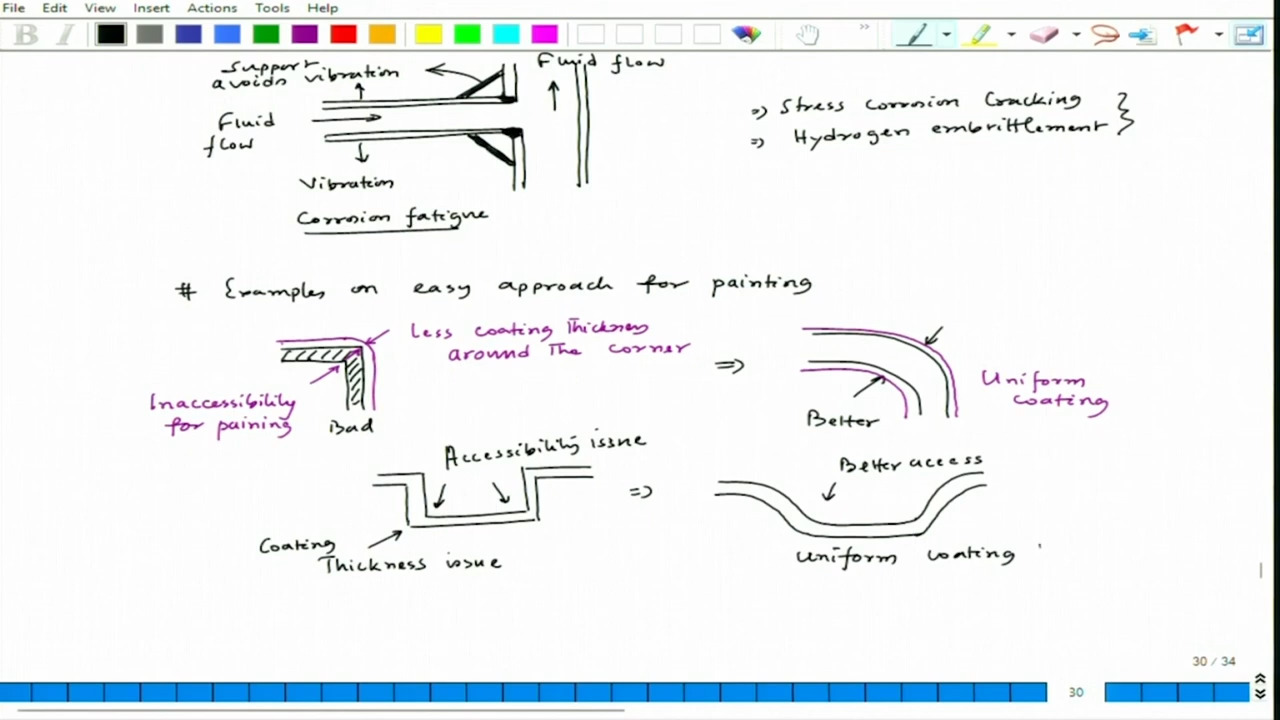 File Edit View Insert Actions Tools Help
B I
Support
avoids vibration
Fluid flow
Fluid
flow
Vibration
Corrosion fatigue
=> Stress corrosion cracking
=> Hydrogen embrittlement
# Examples on easy approach for painting
Less coating Thickness
around The corner
=>
Inaccessibility
for paining
Bad
Better
Uniform
coating
Accessibility issue
=>
Better access
Coating
Thickness issue
Uniform coating
30 / 34
30